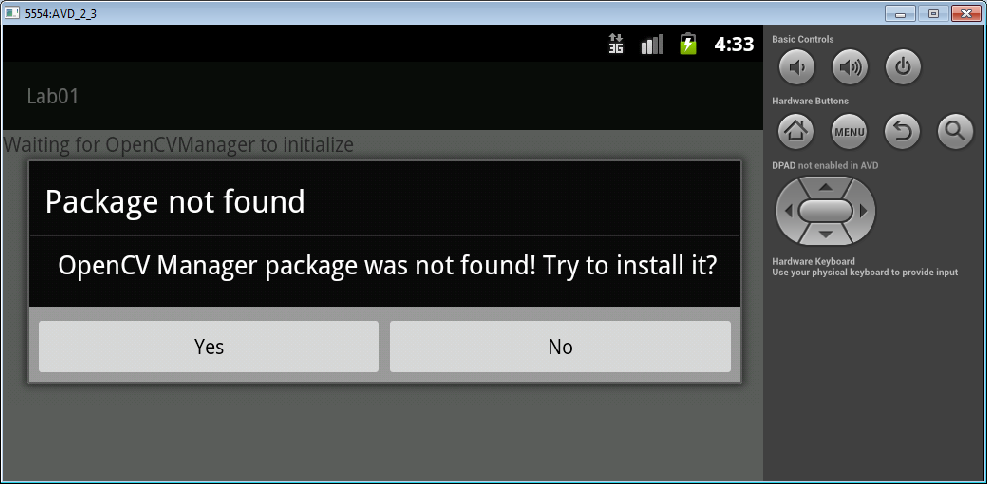 5554:AVD_2_3
3G
4:33
Lab01
Waiting for OpenCVManager to initialize
Package not found
OpenCV Manager package was not found! Try to install it?
Yes
No
Basic Controls
Hardware Buttons
MENU
DPAD not enabled in AVD
Hardware Keyboard
Use your physical keyboard to provide input